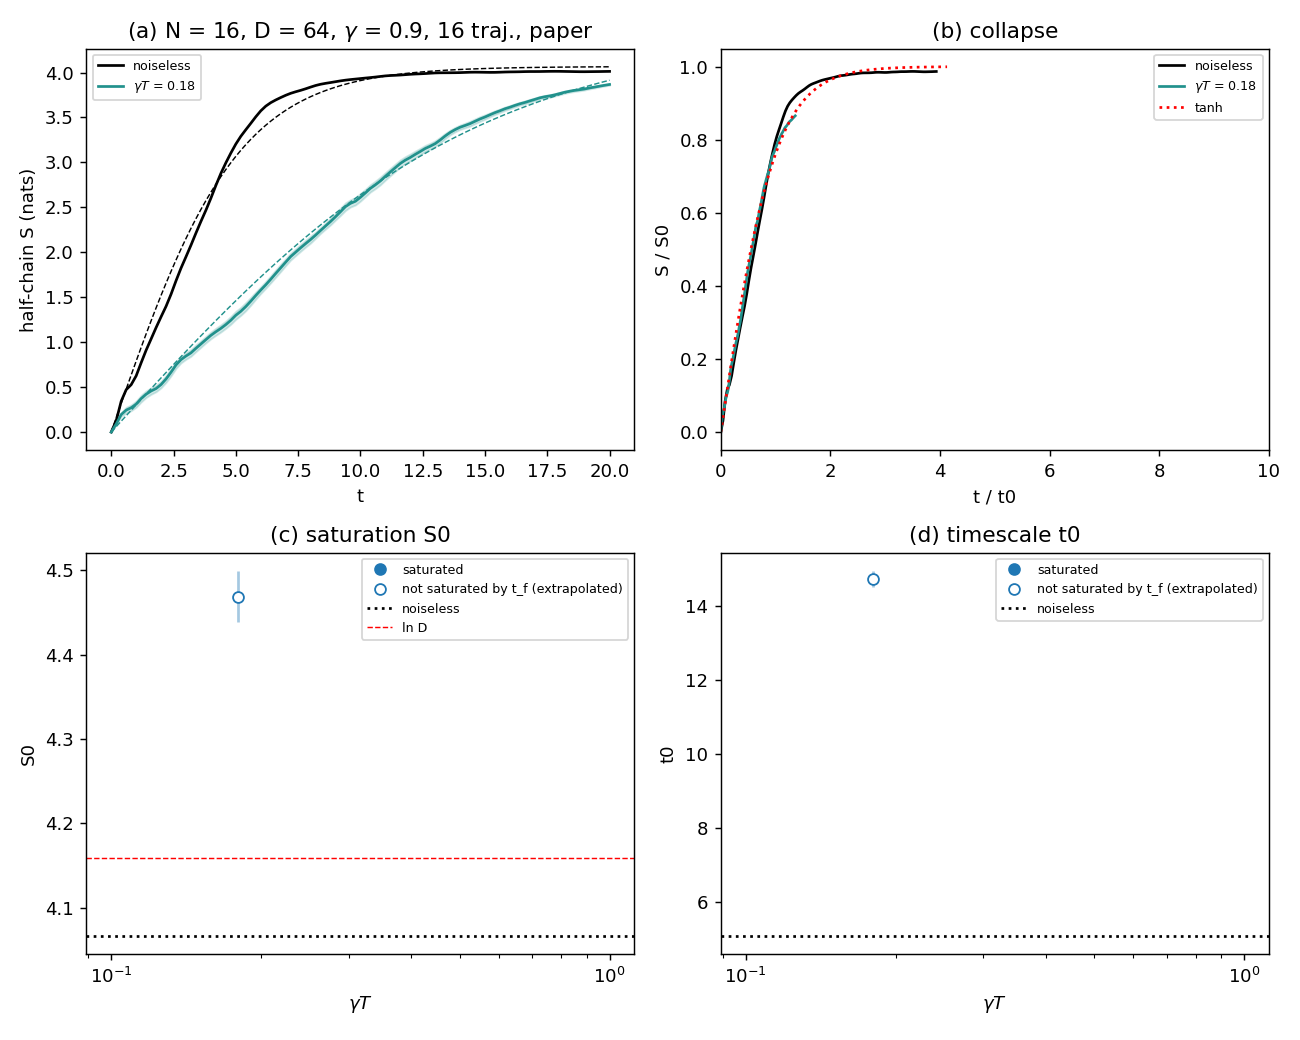 (a) N = 16, D = 64, γ = 0.9, 16 traj., paper
half-chain S (nats)
4.0
3.5
3.0
2.5
2.0
1.5
1.0
0.5
0.0
noiseless
γT = 0.18
0.0 2.5 5.0 7.5 10.0 12.5 15.0 17.5 20.0
t
(b) collapse
S / S0
1.0
0.8
0.6
0.4
0.2
0.0
noiseless
γT = 0.18
tanh
0 2 4 6 8 10
t / t0
(c) saturation S0
S0
4.5
4.4
4.3
4.2
4.1
saturated
not saturated by t_f (extrapolated)
noiseless
ln D
10⁻¹ 10⁰
γT
(d) timescale t0
t0
14
12
10
8
6
saturated
not saturated by t_f (extrapolated)
noiseless
10⁻¹ 10⁰
γT